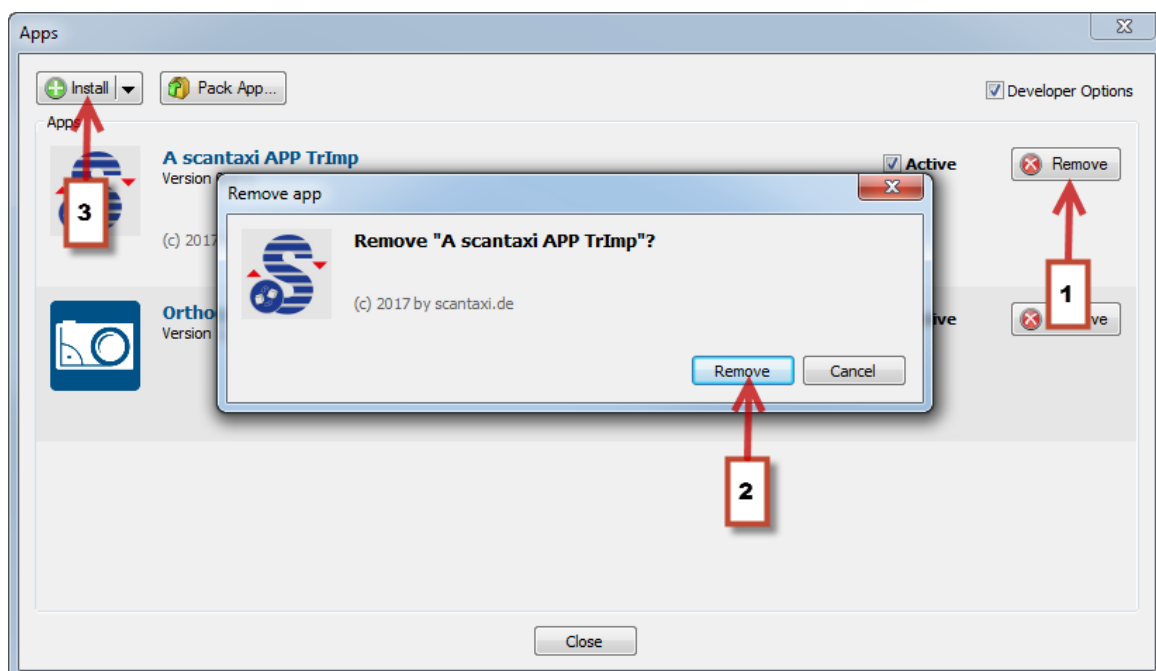 Apps
Install
Pack App...
Developer Options
Apps
A scantaxi APP TrImp
Active
Remove
Version
3
(c) 2017
Remove app
Remove "A scantaxi APP TrImp"?
(c) 2017 by scantaxi.de
Remove
Cancel
1
Version
2
Close